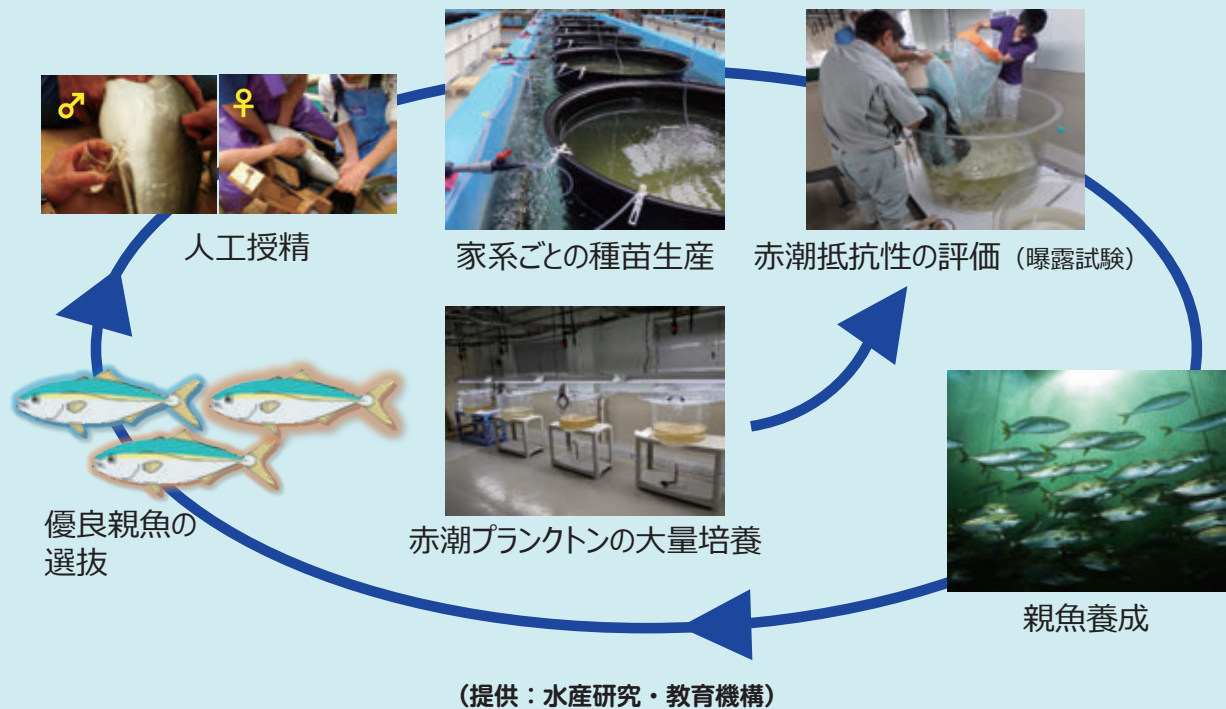 ♂
♀
人工授精
家系ごとの種苗生産
赤潮抵抗性の評価（曝露試験）
優良親魚の
選抜
赤潮プランクトンの大量培養
親魚養成
（提供：水産研究・教育機構）